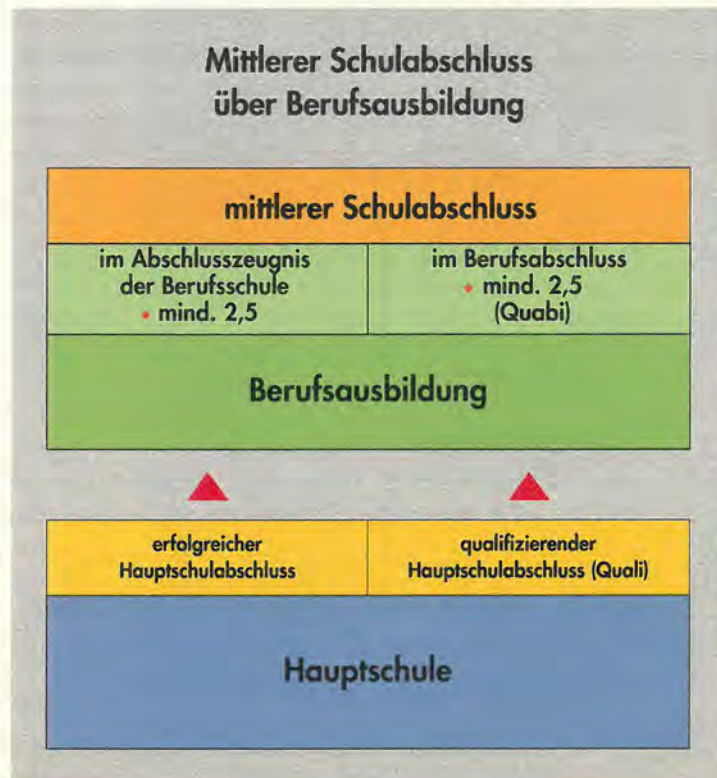 Mittlerer Schulabschluss
über Berufsausbildung
mittlerer Schulabschluss
im Abschlusszeugnis
der Berufsschule
• mind. 2,5
im Berufsabschluss
• mind. 2,5
(Quabi)
Berufsausbildung
erfolgreicher
Hauptschulabschluss
qualifizierender
Hauptschulabschluss (Quali)
Hauptschule